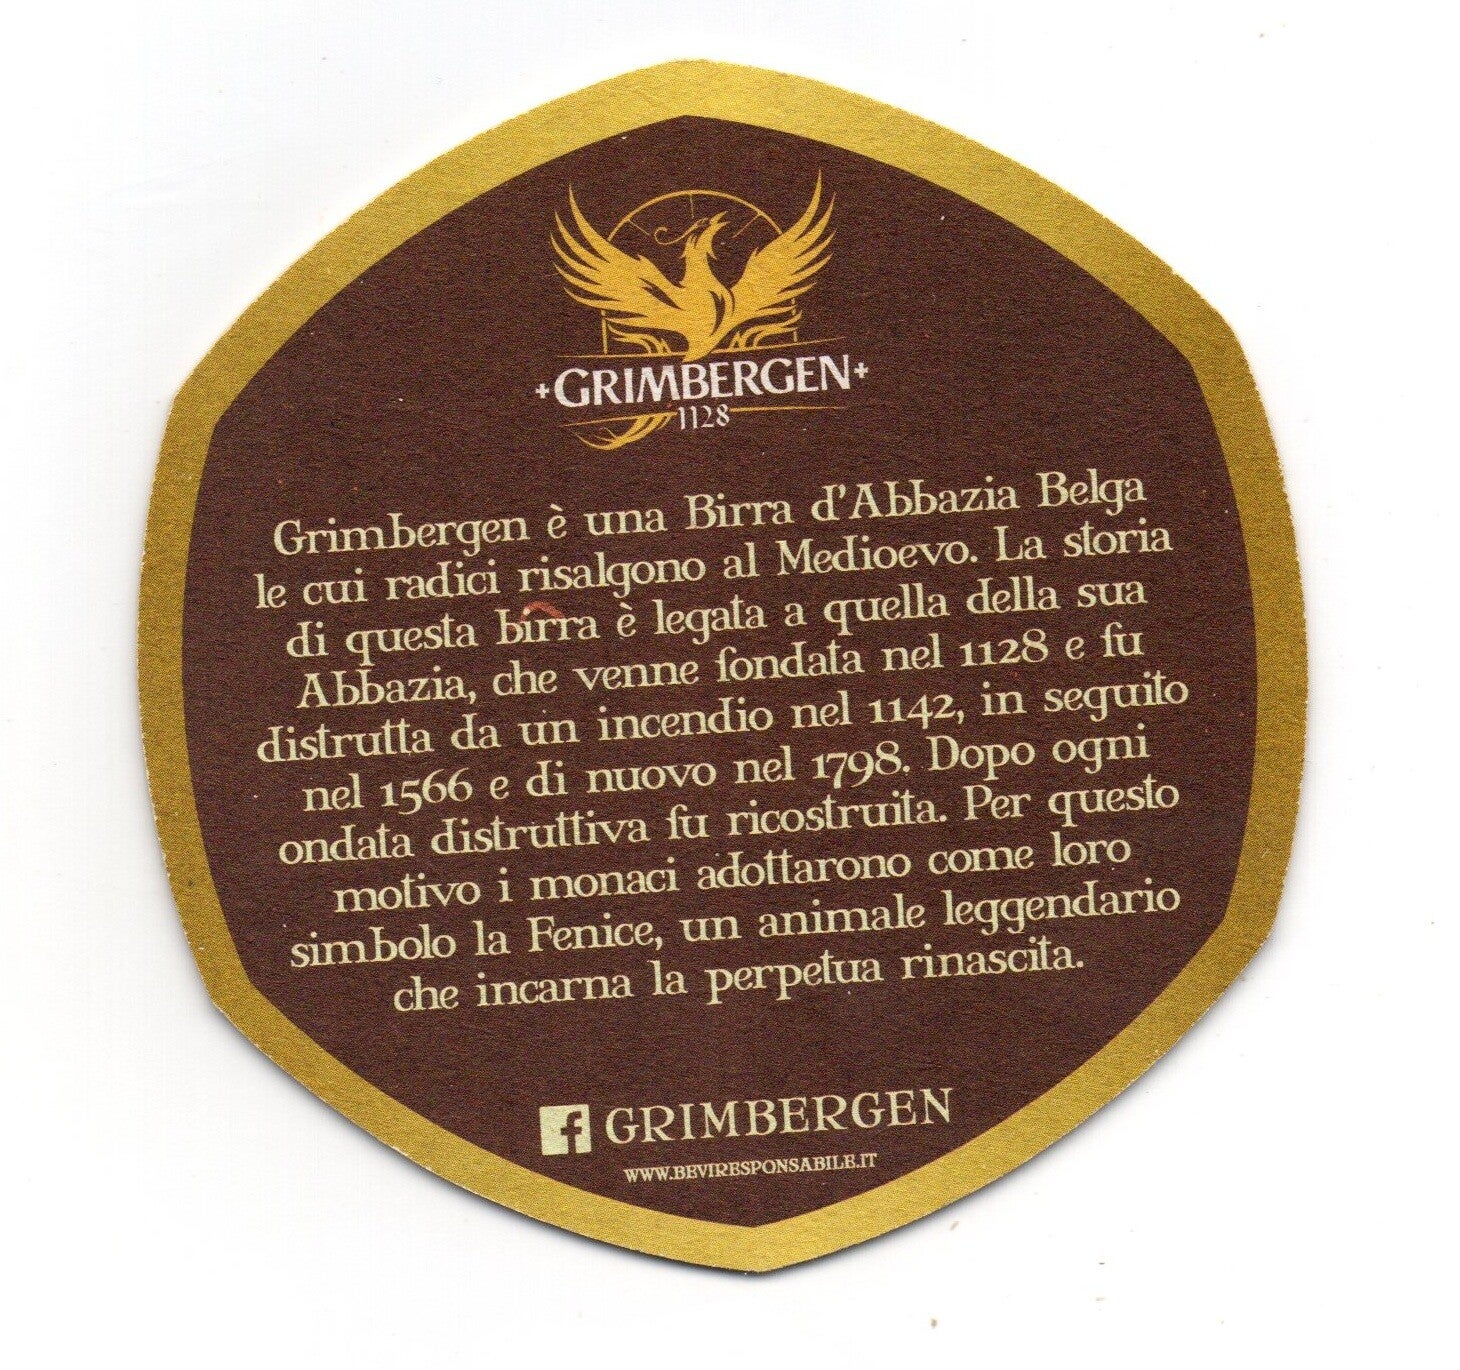 +GRIMBERGEN+
1128
Grimbergen è una Birra d'Abbazia Belga
le cui radici risalgono al Medioevo. La storia
di questa birra è legata a quella della sua
Abbazia, che venne fondata nel 1128 e fu
distrutta da un incendio nel 1142, in seguito
nel 1566 e di nuovo nel 1798. Dopo ogni
ondata distruttiva fu ricostruita. Per questo
motivo i monaci adottarono come loro
simbolo la Fenice, un animale leggendario
che incarna la perpetua rinascita.
f GRIMBERGEN
WWW.BEVIRESPONSABILE.IT